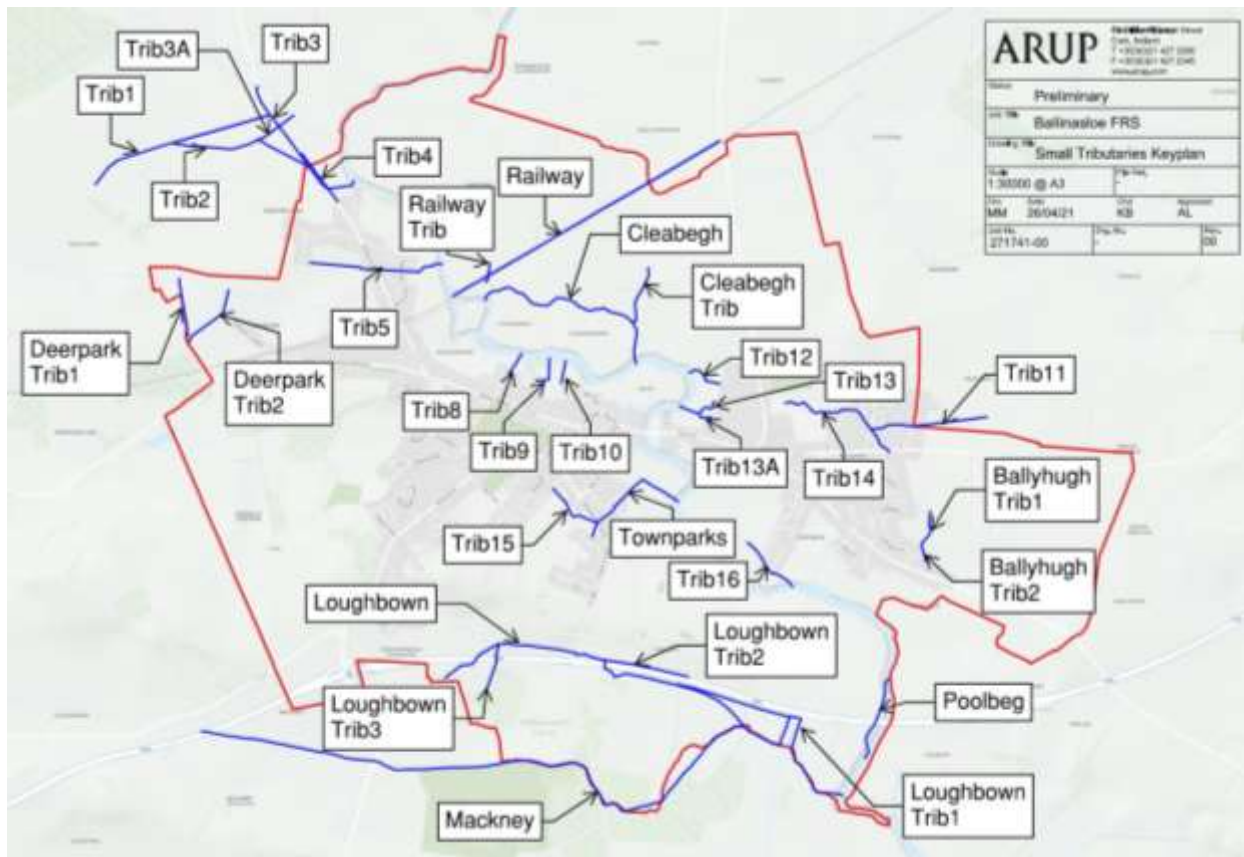 Trib3
Trib3A
Trib1
Trib4
Trib2
Railway
Railway
Trib
Cleabegh
Cleabegh
Trib
Trib5
Deerpark
Trib1
Deerpark
Trib2
Trib12
Trib13
Trib11
Trib8
Trib9
Trib10
Trib13A
Trib14
Ballyhugh
Trib1
Trib15
Townparks
Trib16
Ballyhugh
Trib2
Loughbown
Loughbown
Trib2
Loughbown
Trib3
Poolbeg
Mackney
Loughbown
Trib1
ARUP
Preliminary
Ballinasloe FRS
Small Tributaries Keyplan
@ A3
MM 26/04/21 KB AL
271741-00
00